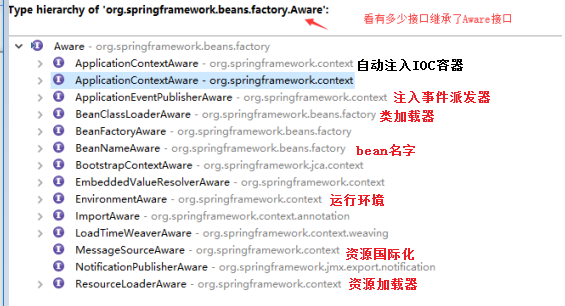 Type hierarchy of 'org.springframework.beans.factory.Aware':
看有多少接口继承了Aware接口
Aware - org.springframework.beans.factory
ApplicationContextAware - org.springframework.context 自动注入IOC容器
ApplicationContextAware - org.springframework.context
ApplicationEventPublisherAware - org.springframework.context 注入事件派发器
BeanClassLoaderAware - org.springframework.beans.factory 类加载器
BeanFactoryAware - org.springframework.beans.factory
BeanNameAware - org.springframework.beans.factory bean名字
BootstrapContextAware - org.springframework.jca.context
EmbeddedValueResolverAware - org.springframework.context
EnvironmentAware - org.springframework.context 运行环境
ImportAware - org.springframework.context.annotation
LoadTimeWeaverAware - org.springframework.context.weaving
MessageSourceAware - org.springframework.context 资源国际化
NotificationPublisherAware - org.springframework.jmx.export.notification
ResourceLoaderAware - org.springframework.context 资源加载器